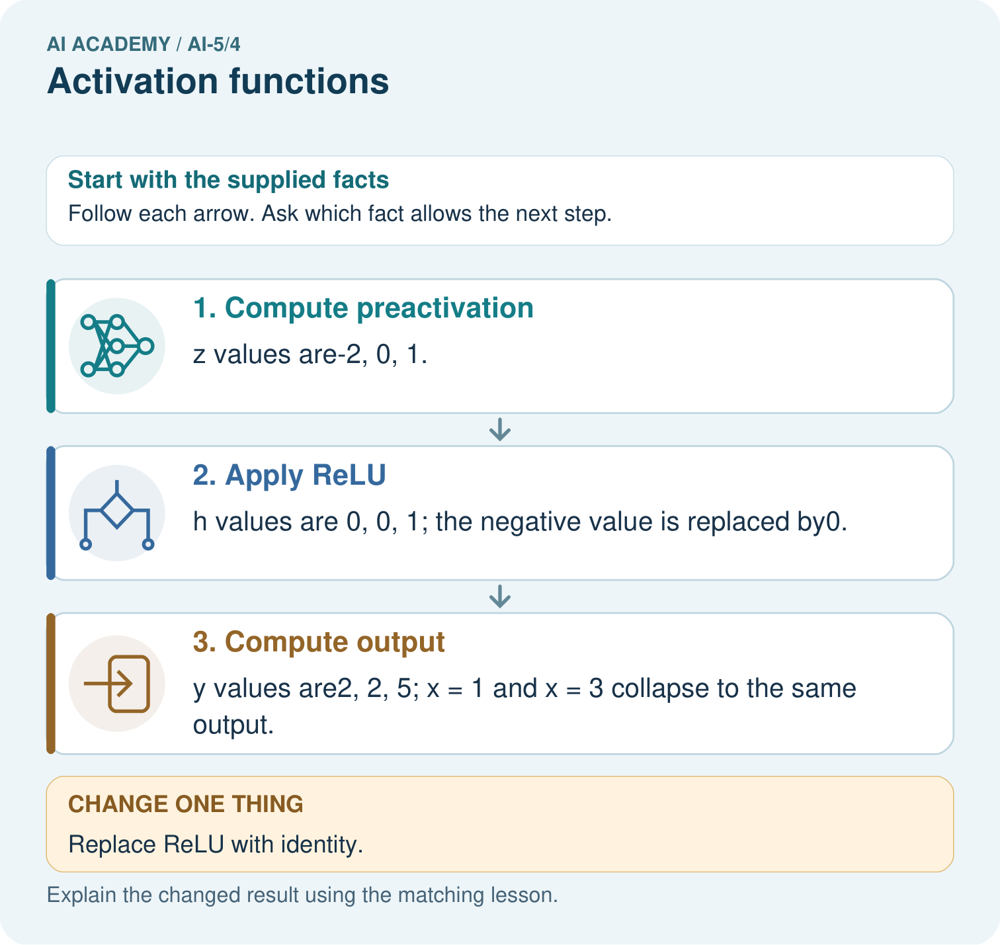 AI ACADEMY / AI-5/4
Activation functions
Start with the supplied facts
Follow each arrow. Ask which fact allows the next step.
1. Compute preactivation
z values are-2, 0, 1.
2. Apply ReLU
h values are 0, 0, 1; the negative value is replaced by0.
3. Compute output
y values are2, 2, 5; x = 1 and x = 3 collapse to the same
output.
CHANGE ONE THING
Replace ReLU with identity.
Explain the changed result using the matching lesson.